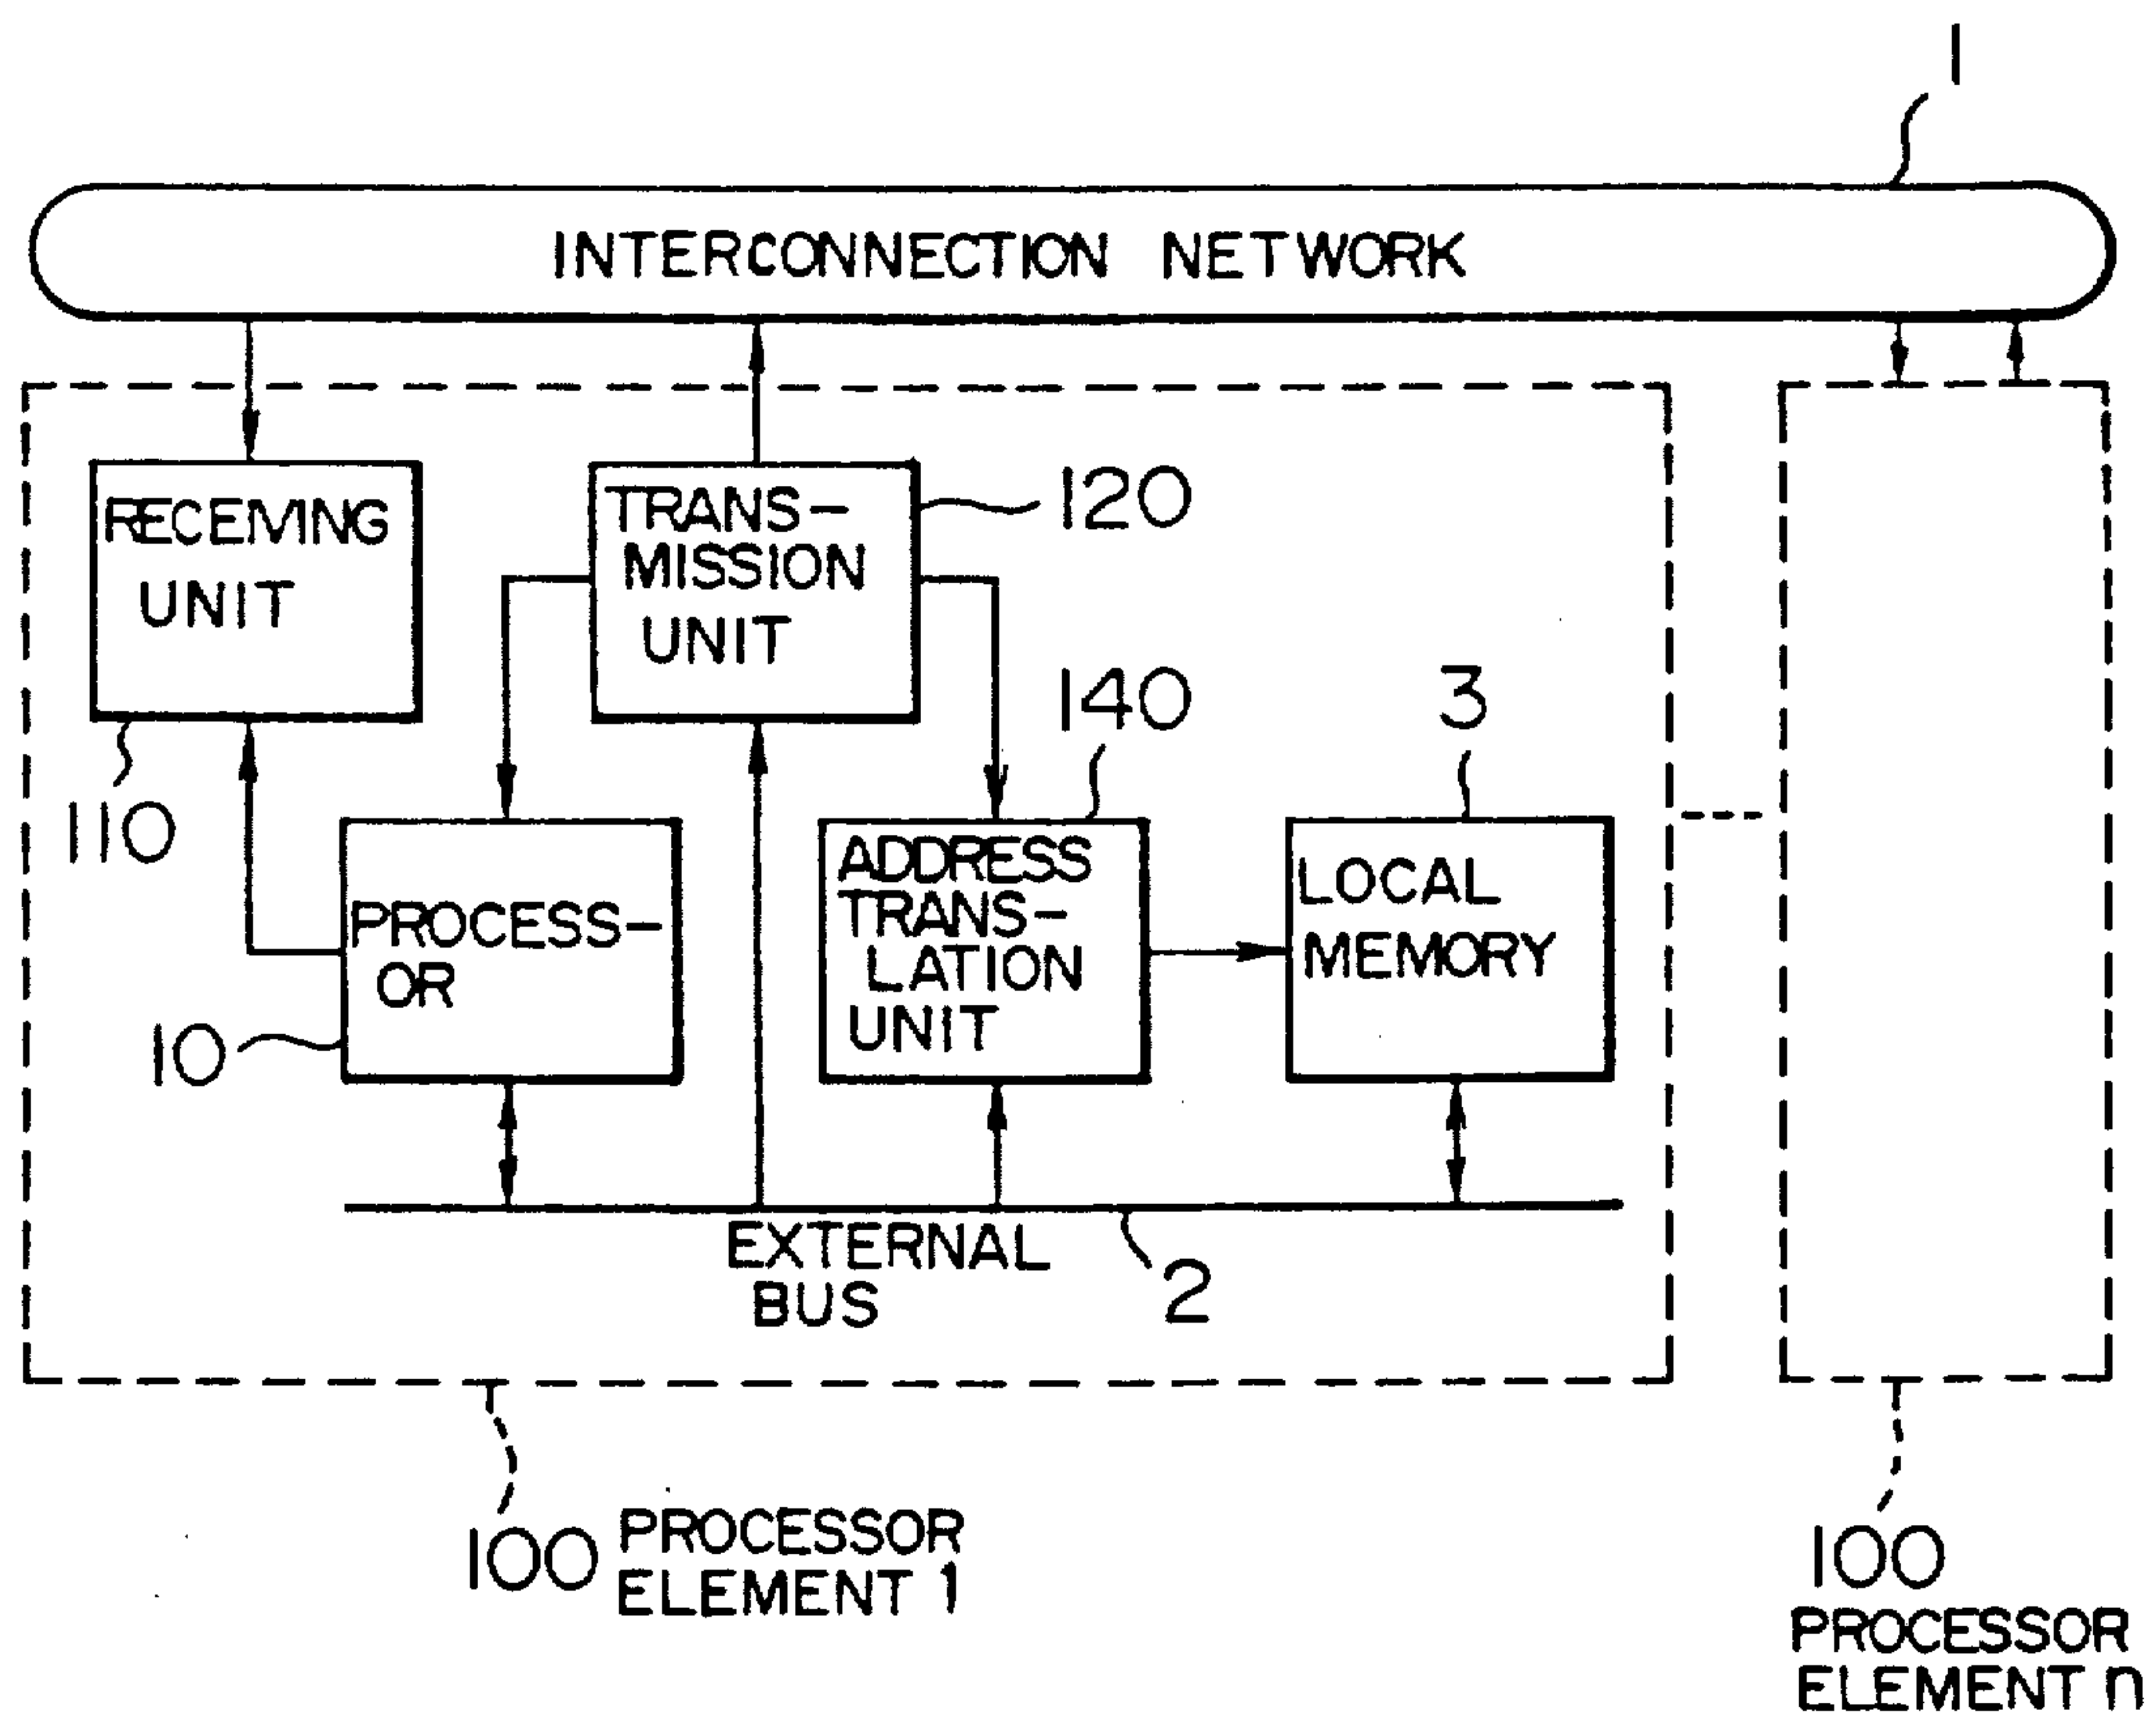 1
INTERCONNECTION NETWORK
RECEIVING
UNIT
110
TRANS-
MISSION
UNIT
120
140
3
PROCESS-
OR
10
ADDRESS
TRANS-
LATION
UNIT
LOCAL
MEMORY
EXTERNAL
BUS
2
100
PROCESSOR
ELEMENT 1
100
PROCESSOR
ELEMENT n